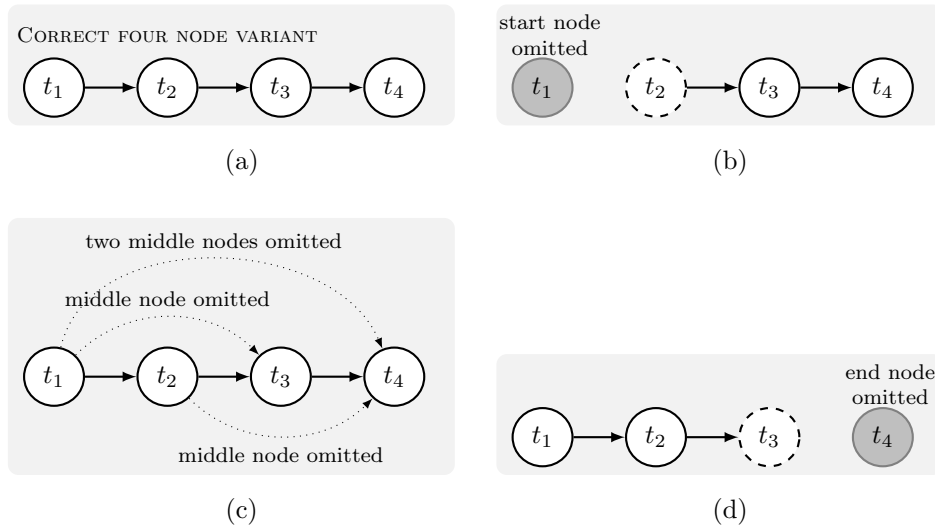 CORRECT FOUR NODE VARIANT
t1 t2 t3 t4
(a)
start node
omitted
t1 t2 t3 t4
(b)
two middle nodes omitted
middle node omitted
t1 t2 t3 t4
middle node omitted
(c)
end node
omitted
t1 t2 t3 t4
(d)